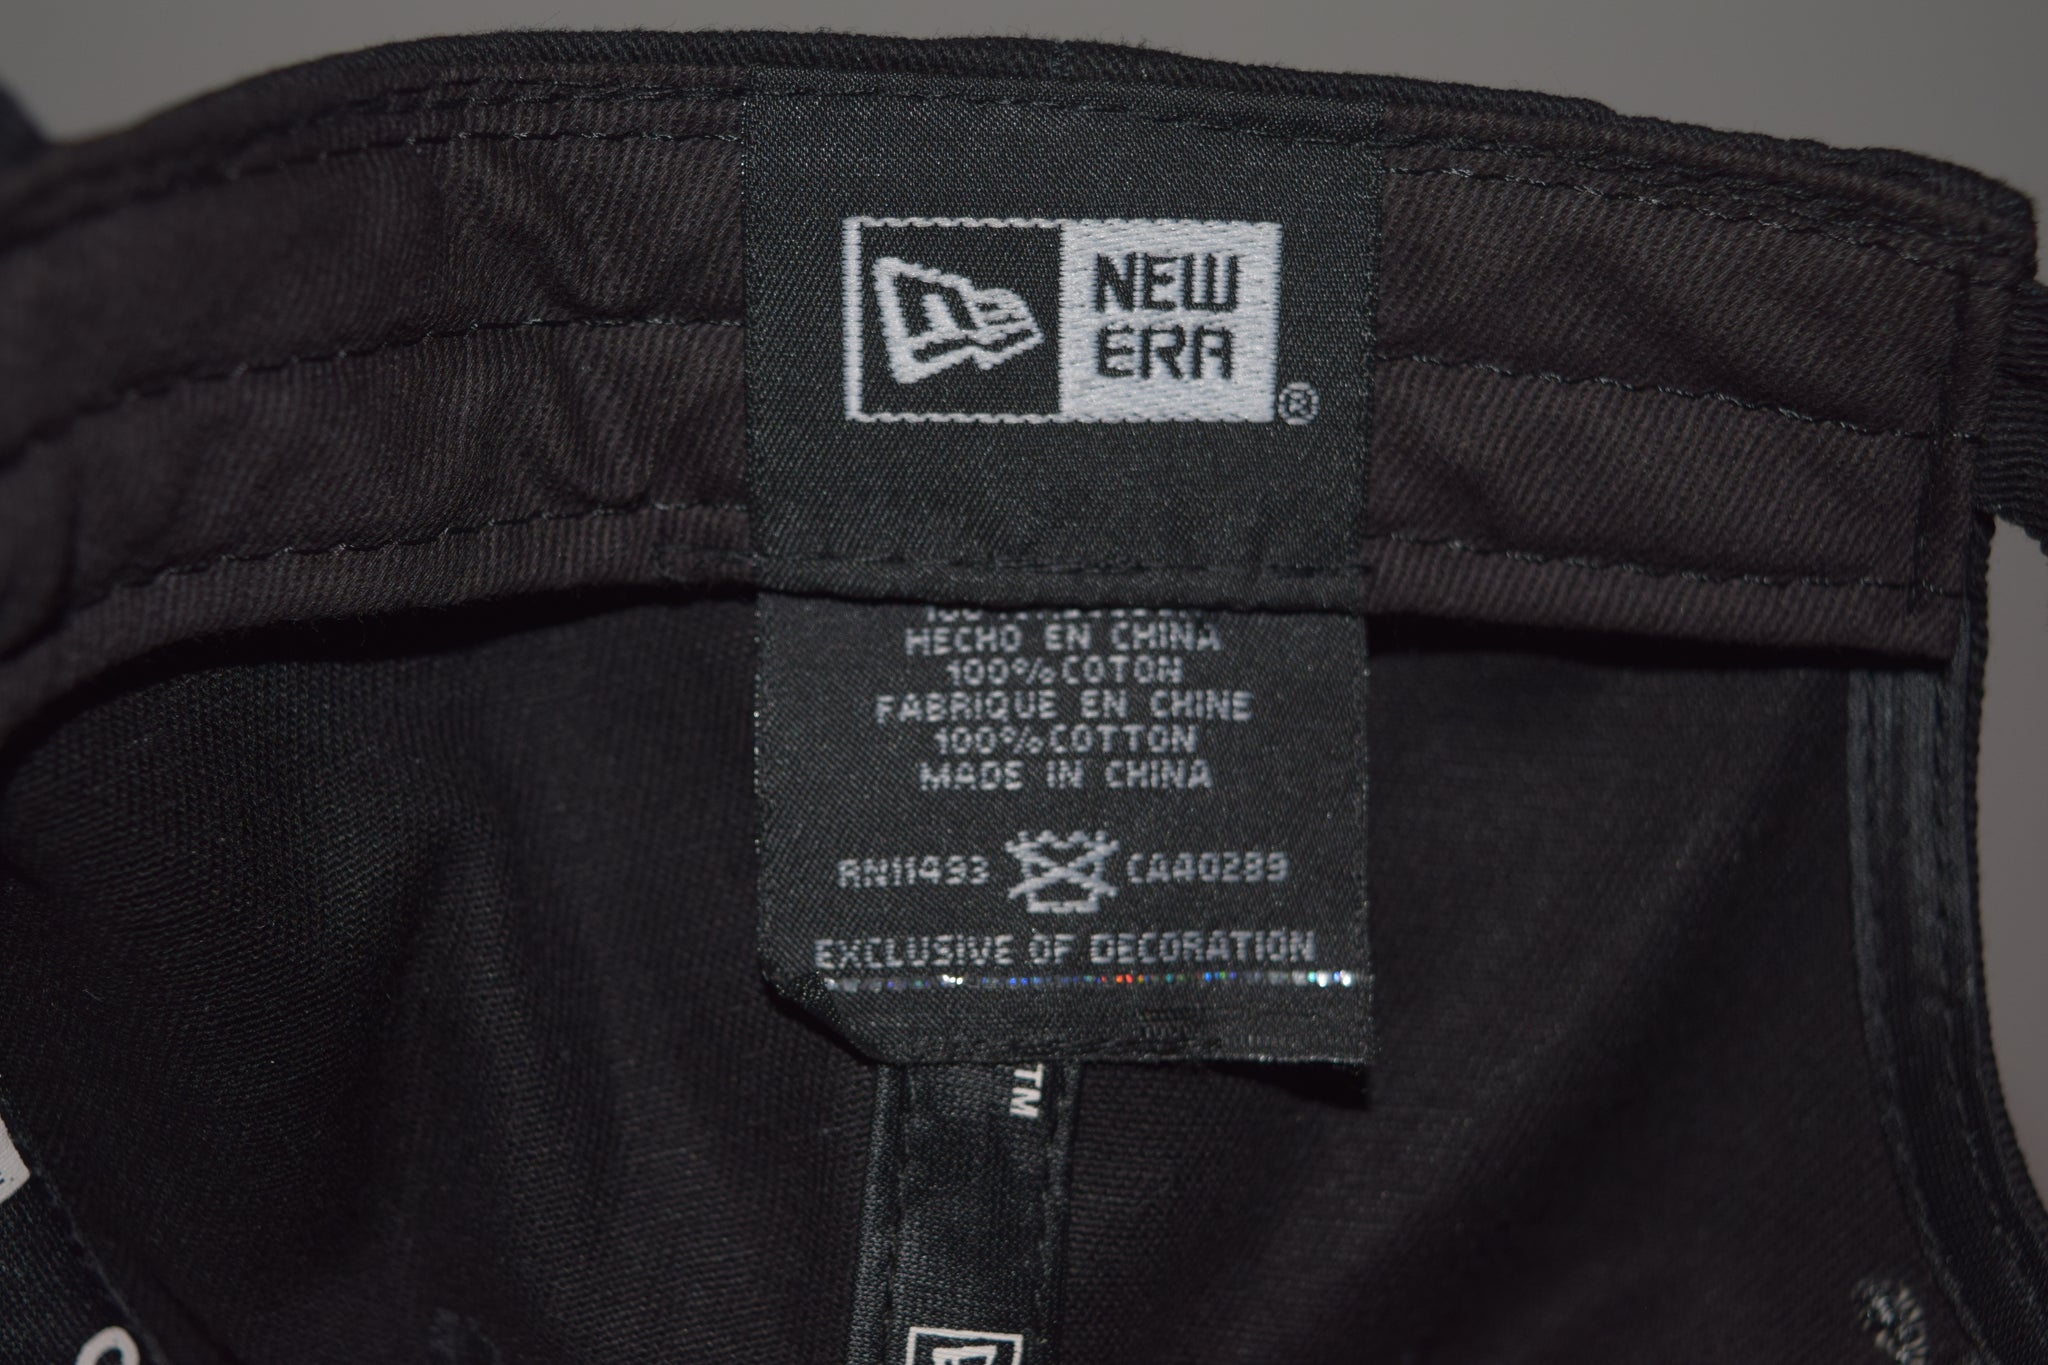 NEW
ERA
®
HECHO EN CHINA
100% COTON
FABRIQUE EN CHINE
100% COTTON
MADE IN CHINA
RN11493 CA40289
EXCLUSIVE OF DECORATION
TM